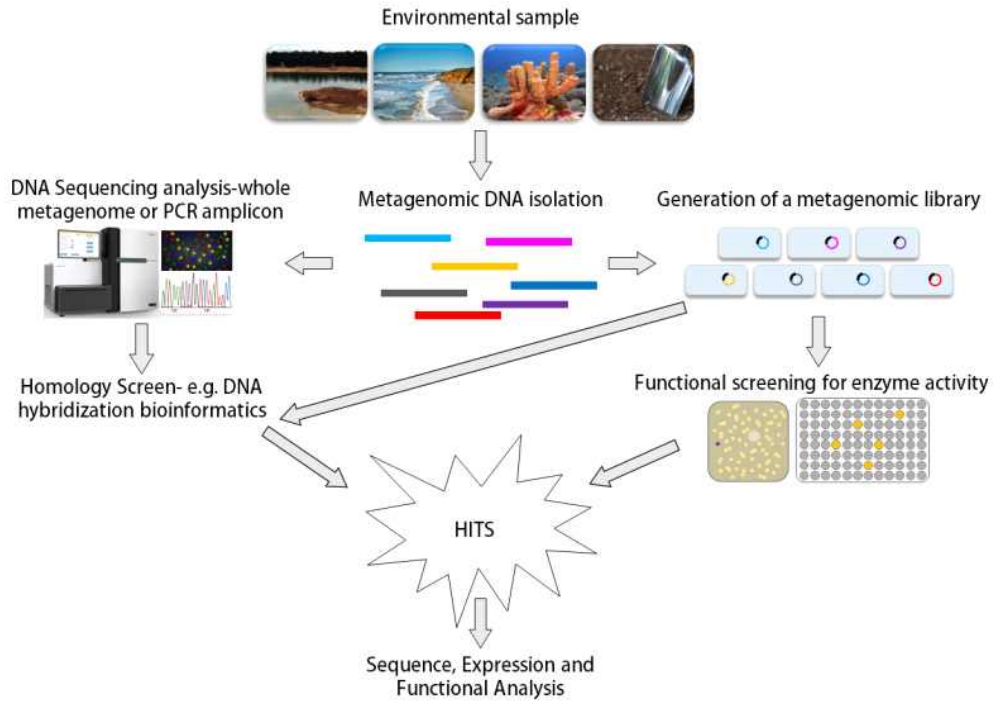 Environmental sample
DNA Sequencing analysis-whole
metagenome or PCR amplicon
Metagenomic DNA isolation
Generation of a metagenomic library
Homology Screen- e.g. DNA
hybridization bioinformatics
Functional screening for enzyme activity
HITS
Sequence, Expression and
Functional Analysis